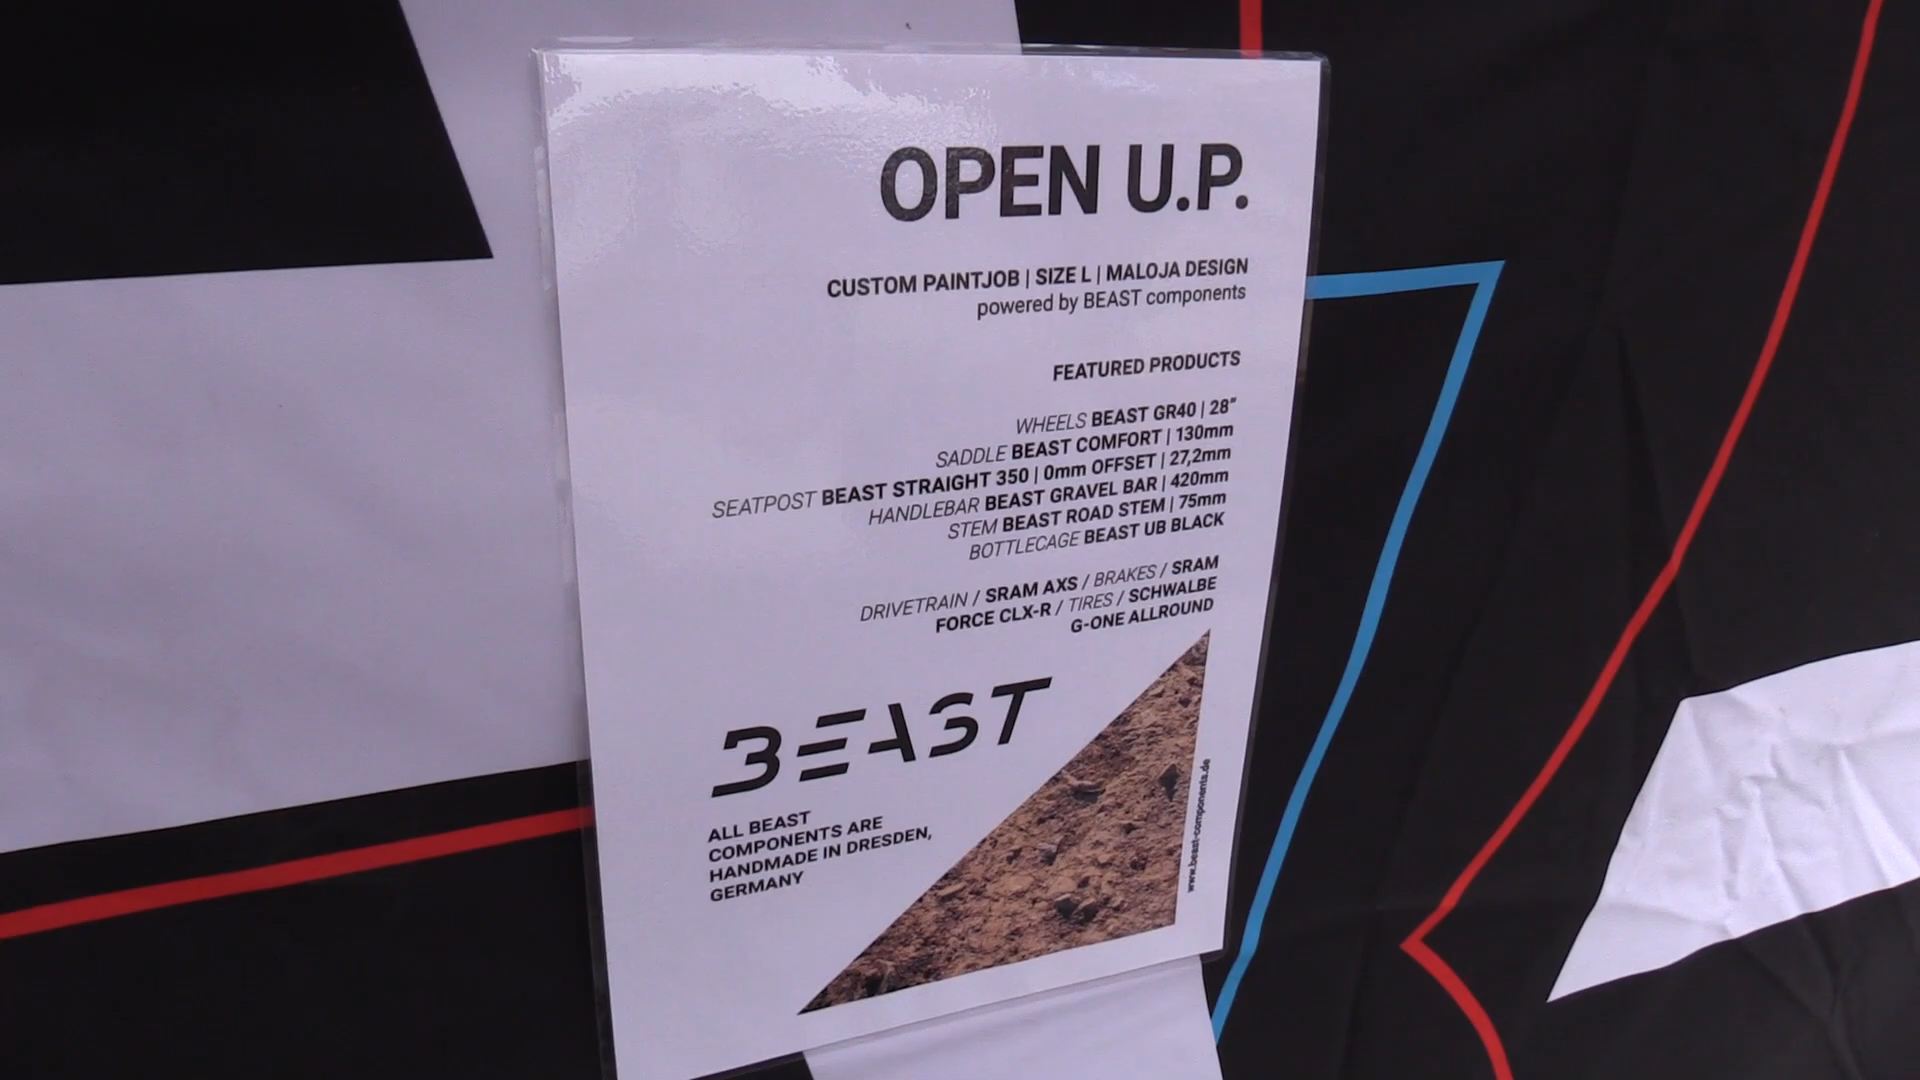 OPEN U.P.
CUSTOM PAINTJOB | SIZE L | MALOJA DESIGN
powered by BEAST components
FEATURED PRODUCTS
WHEELS BEAST GR40 | 28”
SADDLE BEAST COMFORT | 130mm
SEATPOST BEAST STRAIGHT 350 | 0mm OFFSET | 27,2mm
HANDLEBAR BEAST GRAVEL BAR | 420mm
STEM BEAST ROAD STEM | 75mm
BOTTLECAGE BEAST UB BLACK
DRIVETRAIN / SRAM AXS / BRAKES / SRAM
FORCE CLX-R / TIRES / SCHWALBE
G-ONE ALLROUND
BEAST
ALL BEAST
COMPONENTS ARE
HANDMADE IN DRESDEN,
GERMANY
www.beast-components.de